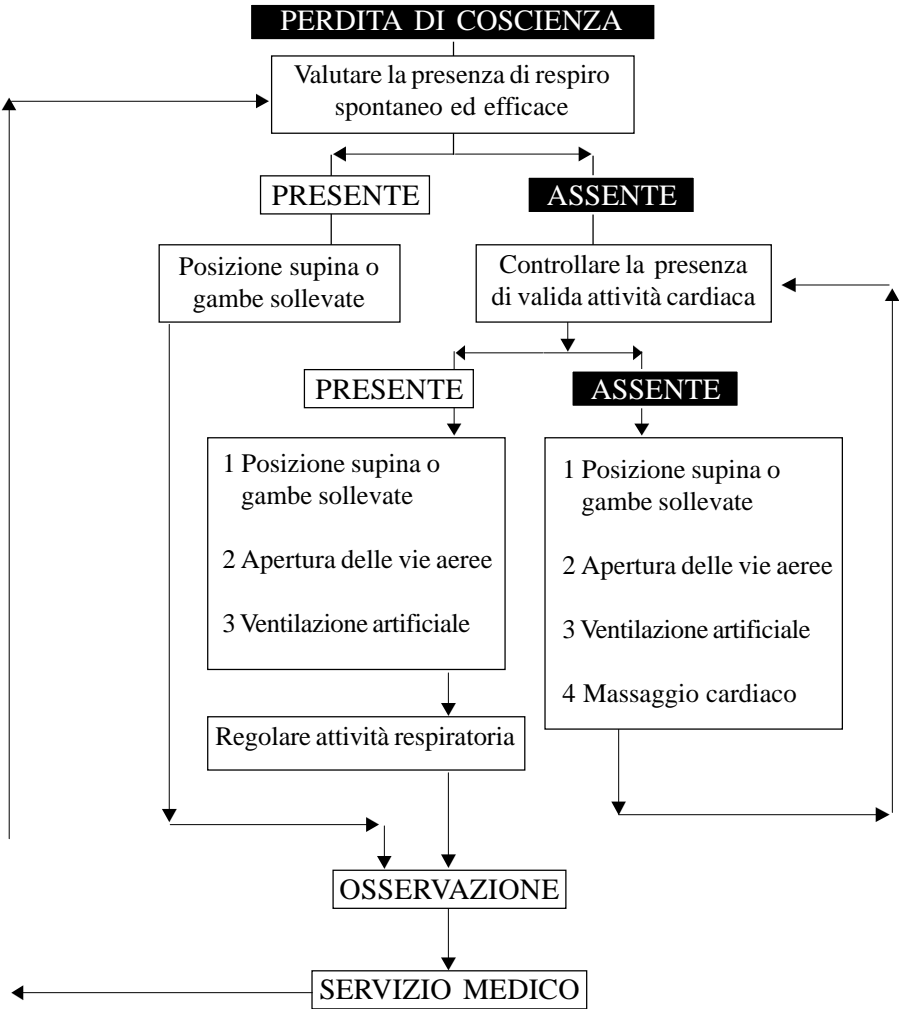 PERDITA DI COSCIENZA
Valutare la presenza di respiro
spontaneo ed efficace
PRESENTE
ASSENTE
Posizione supina o
gambe sollevate
Controllare la presenza
di valida attività cardiaca
PRESENTE
ASSENTE
1 Posizione supina o
gambe sollevate
2 Apertura delle vie aeree
3 Ventilazione artificiale
1 Posizione supina o
gambe sollevate
2 Apertura delle vie aeree
3 Ventilazione artificiale
4 Massaggio cardiaco
Regolare attività respiratoria
OSSERVAZIONE
SERVIZIO MEDICO